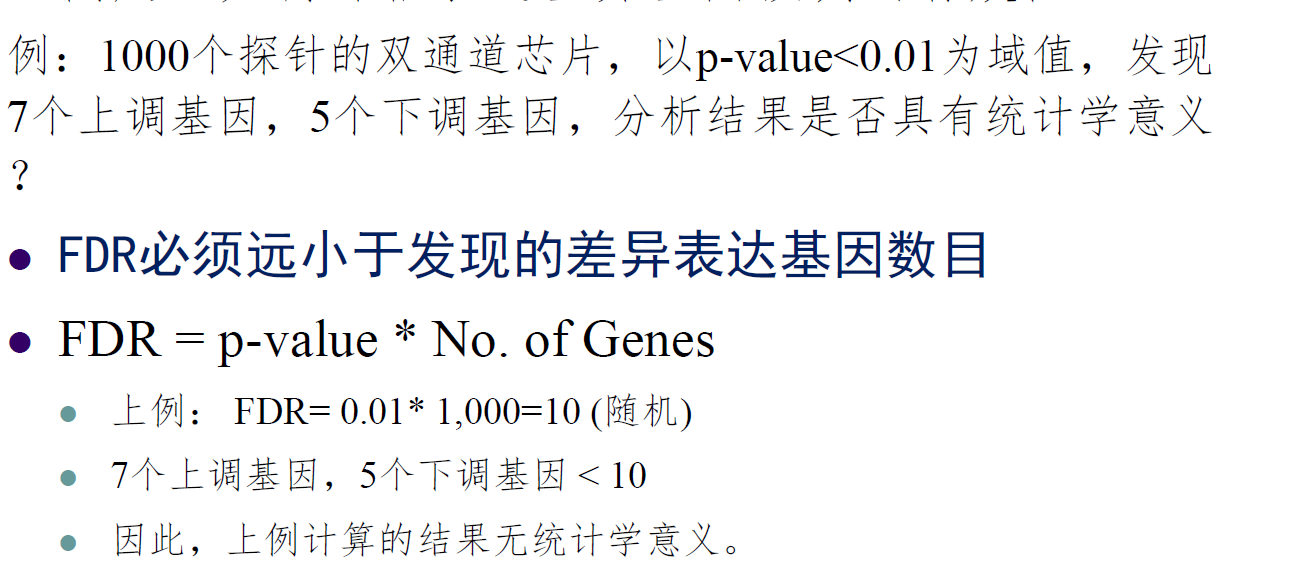 例：1000个探针的双通道芯片，以p-value<0.01为域值，发现
7个上调基因，5个下调基因，分析结果是否具有统计学意义
？
FDR必须远小于发现的差异表达基因数目
FDR = p-value * No. of Genes
上例： FDR= 0.01* 1,000=10 (随机)
7个上调基因，5个下调基因 < 10
因此，上例计算的结果无统计学意义。